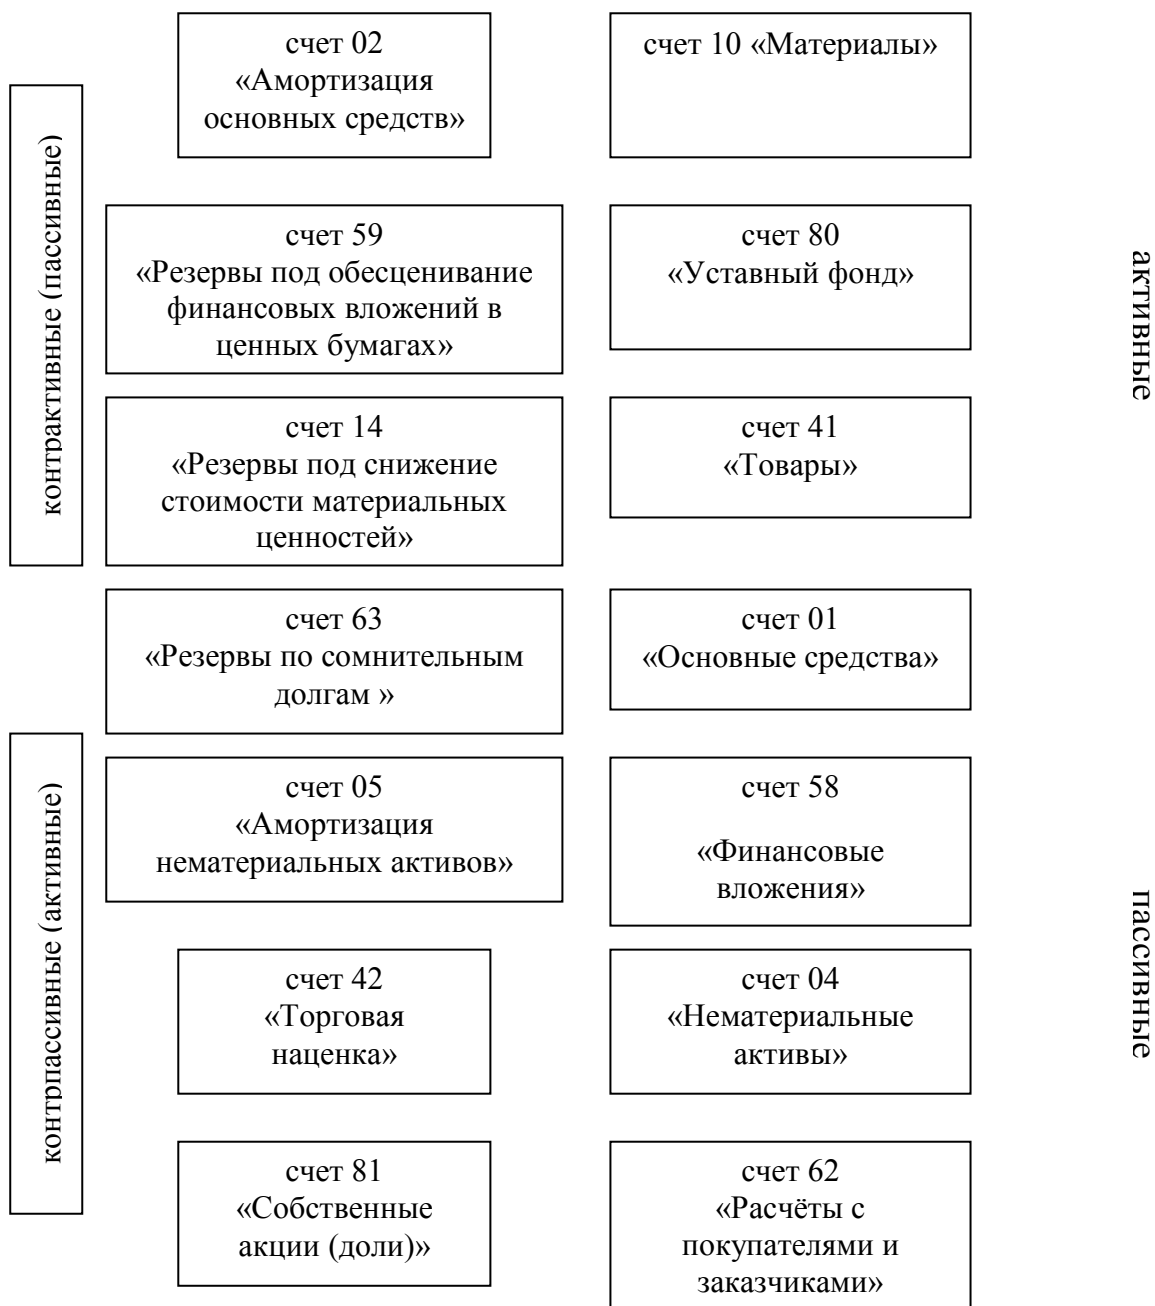 счет 02
«Амортизация
основных средств»
счет 10 «Материалы»
контрактивные (пассивные)
счет 59
«Резервы под обесценивание
финансовых вложений в
ценных бумагах»
счет 80
«Уставный фонд»
активные
счет 14
«Резервы под снижение
стоимости материальных
ценностей»
счет 41
«Товары»
счет 63
«Резервы по сомнительным
долгам »
счет 01
«Основные средства»
контрпассивные (активные)
счет 05
«Амортизация
нематериальных активов»
счет 58
«Финансовые
вложения»
пассивные
счет 42
«Торговая
наценка»
счет 04
«Нематериальные
активы»
счет 81
«Собственные
акции (доли)»
счет 62
«Расчёты с
покупателями и
заказчиками»